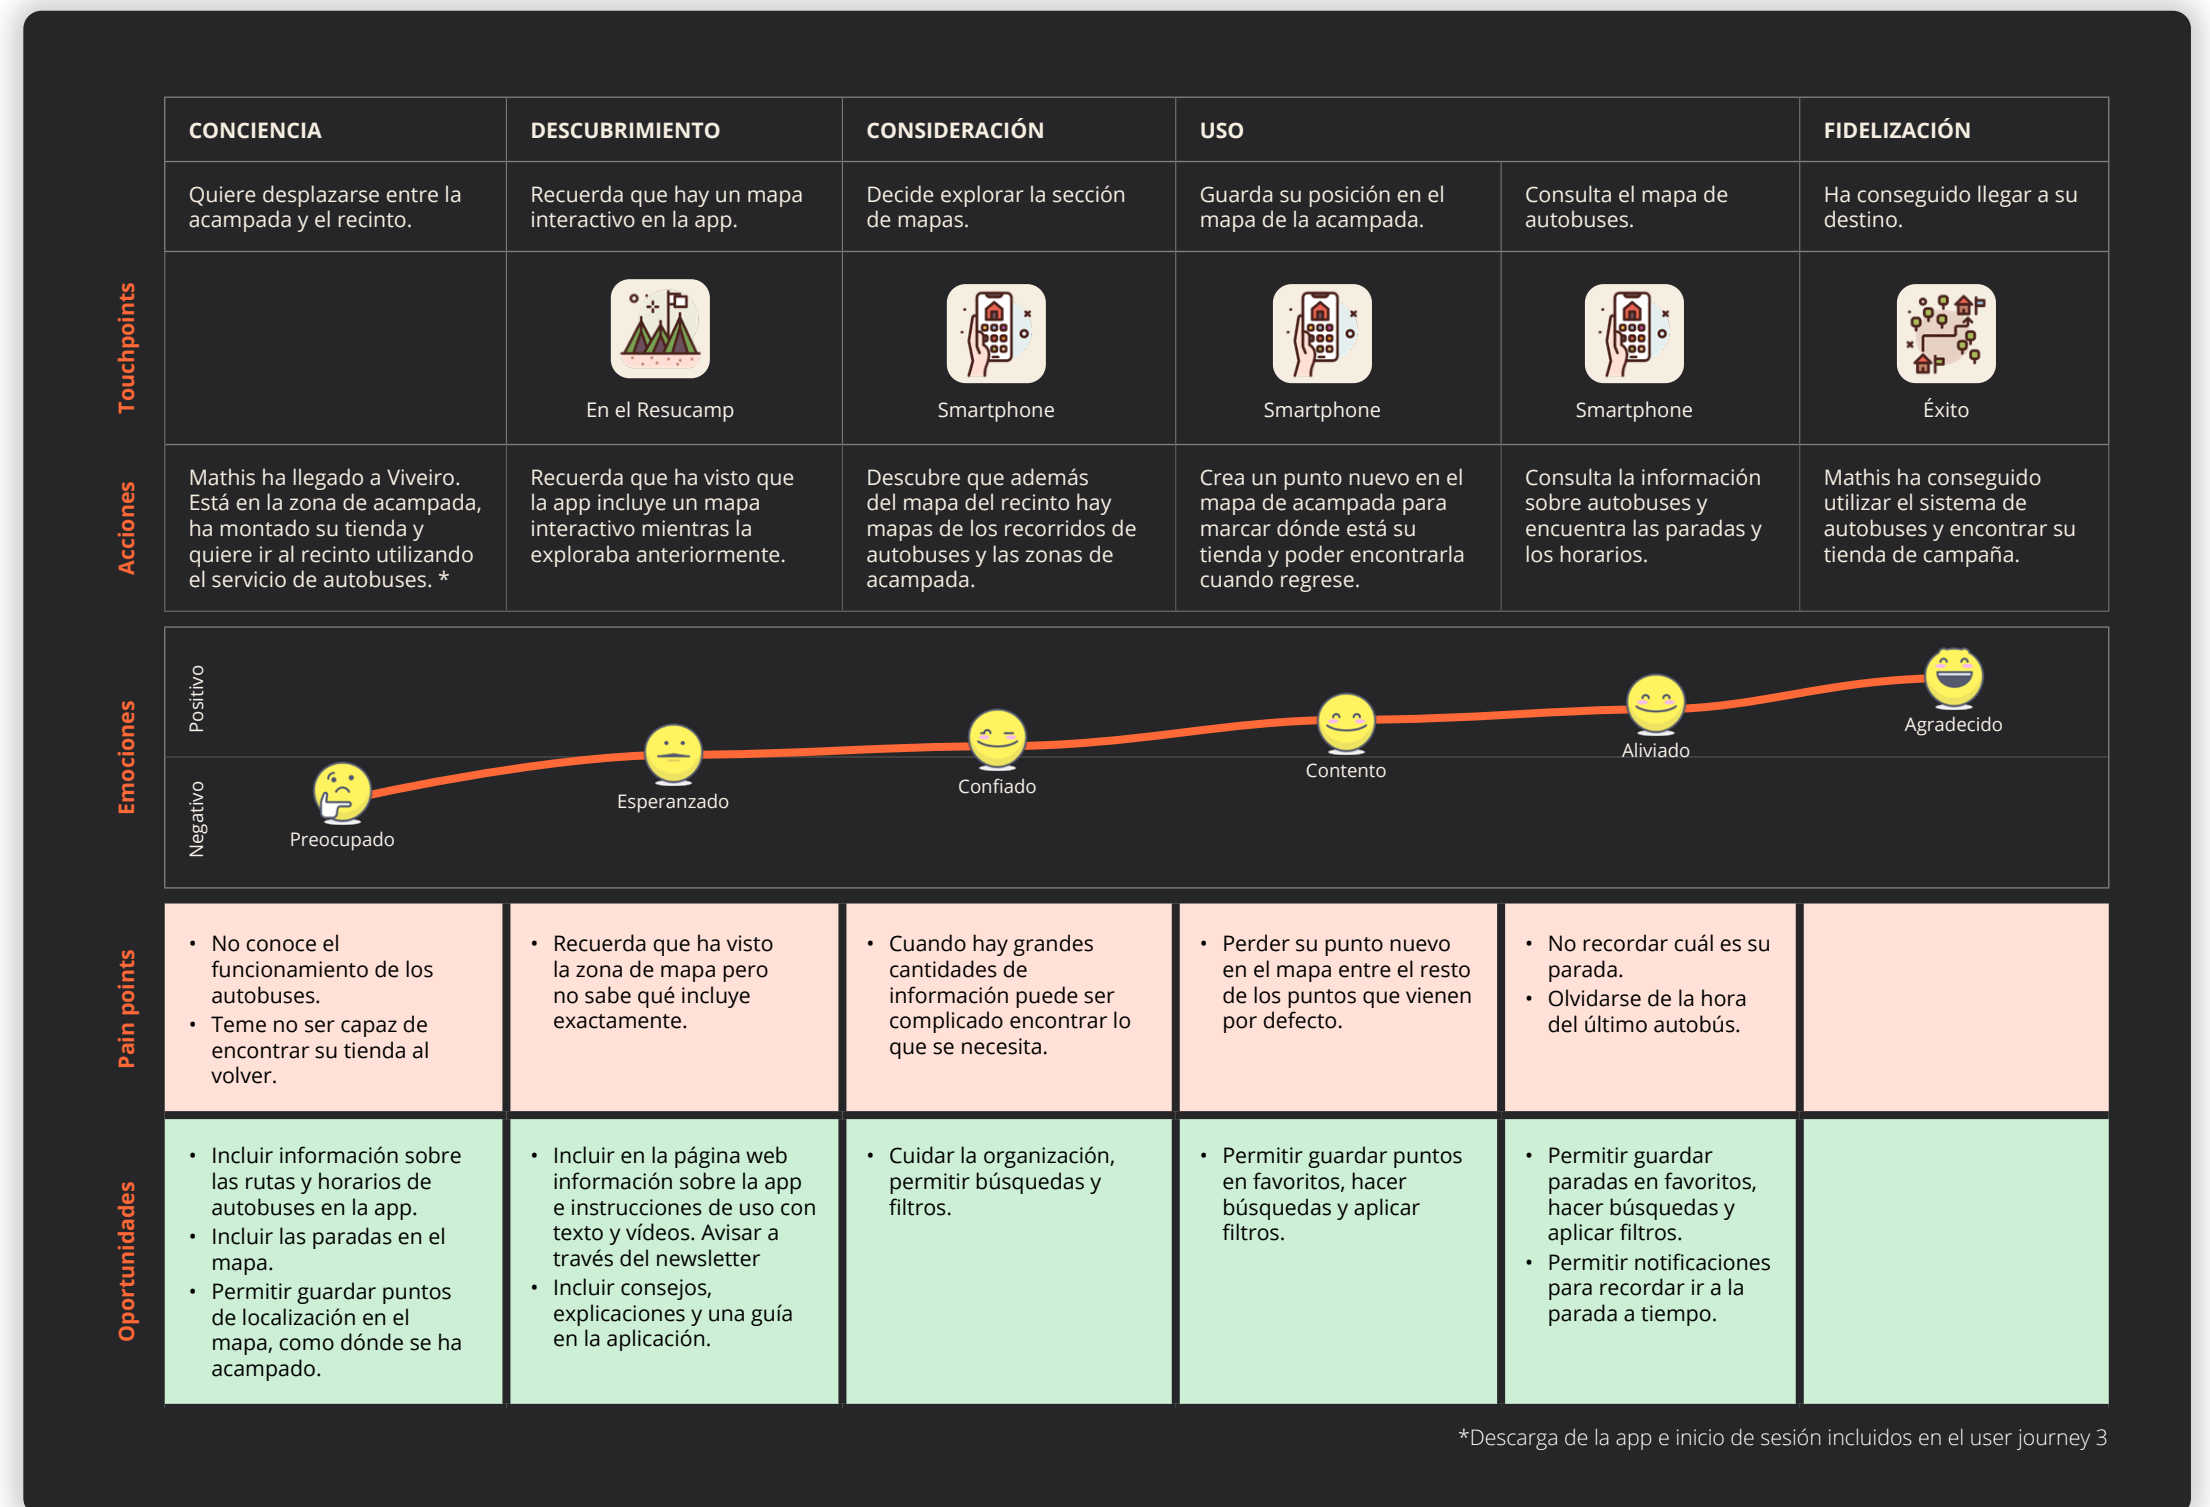 CONCIENCIA
DESCUBRIMIENTO
CONSIDERACIÓN
USO
FIDELIZACIÓN
Quiere desplazarse entre la
acampada y el recinto.
Recuerda que hay un mapa
interactivo en la app.
Decide explorar la sección
de mapas.
Guarda su posición en el
mapa de la acampada.
Consulta el mapa de
autobuses.
Ha conseguido llegar a su
destino.
Touchpoints
En el Resucamp
Smartphone
Smartphone
Smartphone
Éxito
Acciones
Mathis ha llegado a Viveiro.
Está en la zona de acampada,
ha montado su tienda y
quiere ir al recinto utilizando
el servicio de autobuses. *
Recuerda que ha visto que
la app incluye un mapa
interactivo mientras la
exploraba anteriormente.
Descubre que además
del mapa del recinto hay
mapas de los recorridos de
autobuses y las zonas de
acampada.
Crea un punto nuevo en el
mapa de acampada para
marcar dónde está su
tienda y poder encontrarla
cuando regrese.
Consulta la información
sobre autobuses y
encuentra las paradas y
los horarios.
Mathis ha conseguido
utilizar el sistema de
autobuses y encontrar su
tienda de campaña.
Emociones
Positivo
Negativo
Preocupado
Esperanzado
Confiado
Contento
Aliviado
Agradecido
Pain points
• No conoce el
funcionamiento de los
autobuses.
• Teme no ser capaz de
encontrar su tienda al
volver.
• Recuerda que ha visto
la zona de mapa pero
no sabe qué incluye
exactamente.
• Cuando hay grandes
cantidades de
información puede ser
complicado encontrar lo
que se necesita.
• Perder su punto nuevo
en el mapa entre el resto
de los puntos que vienen
por defecto.
• No recordar cuál es su
parada.
• Olvidarse de la hora
del último autobús.
Oportunidades
• Incluir información sobre
las rutas y horarios de
autobuses en la app.
• Incluir las paradas en el
mapa.
• Permitir guardar puntos
de localización en el
mapa, como dónde se ha
acampado.
• Incluir en la página web
información sobre la app
e instrucciones de uso con
texto y vídeos. Avisar a
través del newsletter
• Incluir consejos,
explicaciones y una guía
en la aplicación.
• Cuidar la organización,
permitir búsquedas y
filtros.
• Permitir guardar puntos
en favoritos, hacer
búsquedas y aplicar
filtros.
• Permitir guardar
paradas en favoritos,
hacer búsquedas y
aplicar filtros.
• Permitir notificaciones
para recordar ir a la
parada a tiempo.
*Descarga de la app e inicio de sesión incluidos en el user journey 3